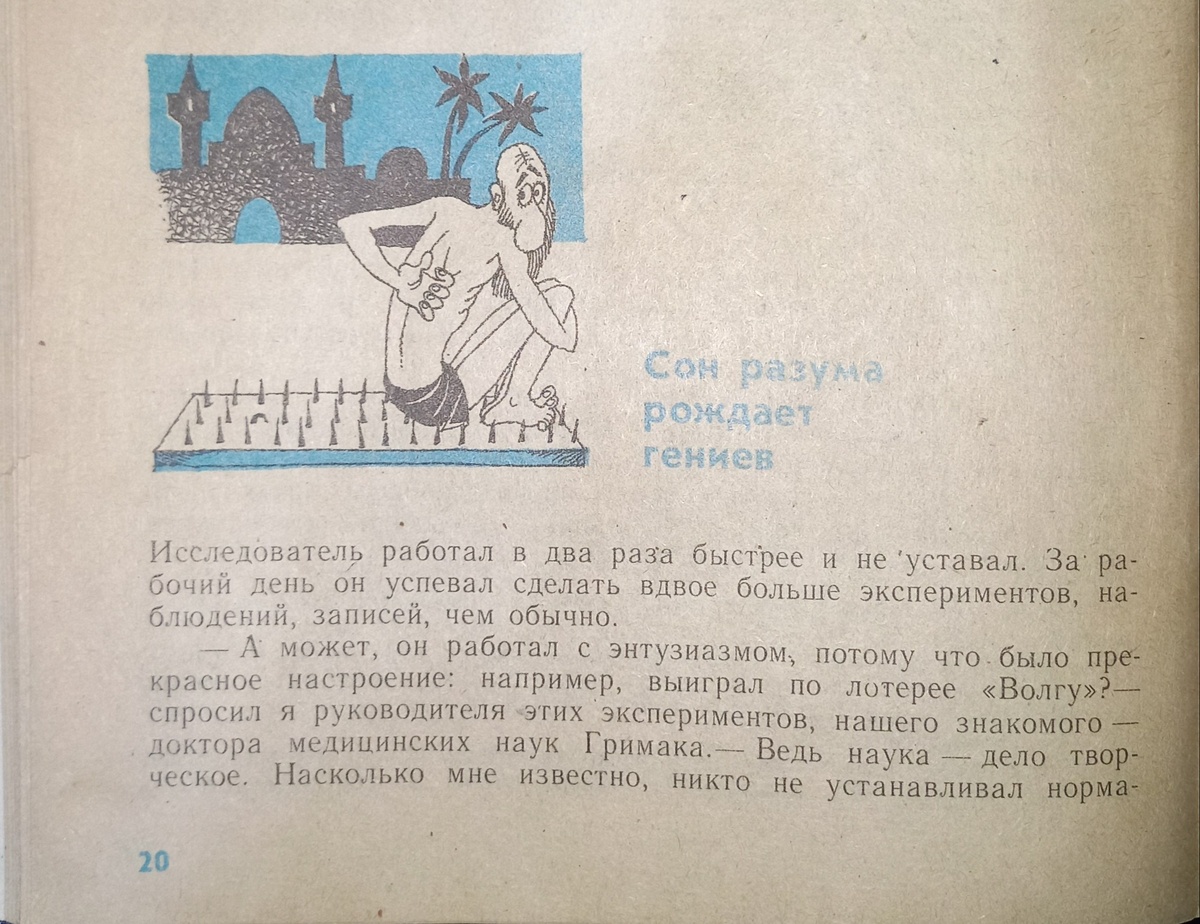 Сон разума
рождает
гениев
Исследователь работал в два раза быстрее и не уставал. За ра-
бочий день он успевал сделать вдвое больше экспериментов, на-
блюдений, записей, чем обычно.
— А может, он работал с энтузиазмом, потому что было пре-
красное настроение: например, выиграл по лотерее «Волгу»?—
спросил я руководителя этих экспериментов, нашего знакомого —
доктора медицинских наук Гримака.— Ведь наука — дело твор-
ческое. Насколько мне известно, никто не устанавливал норма-
20